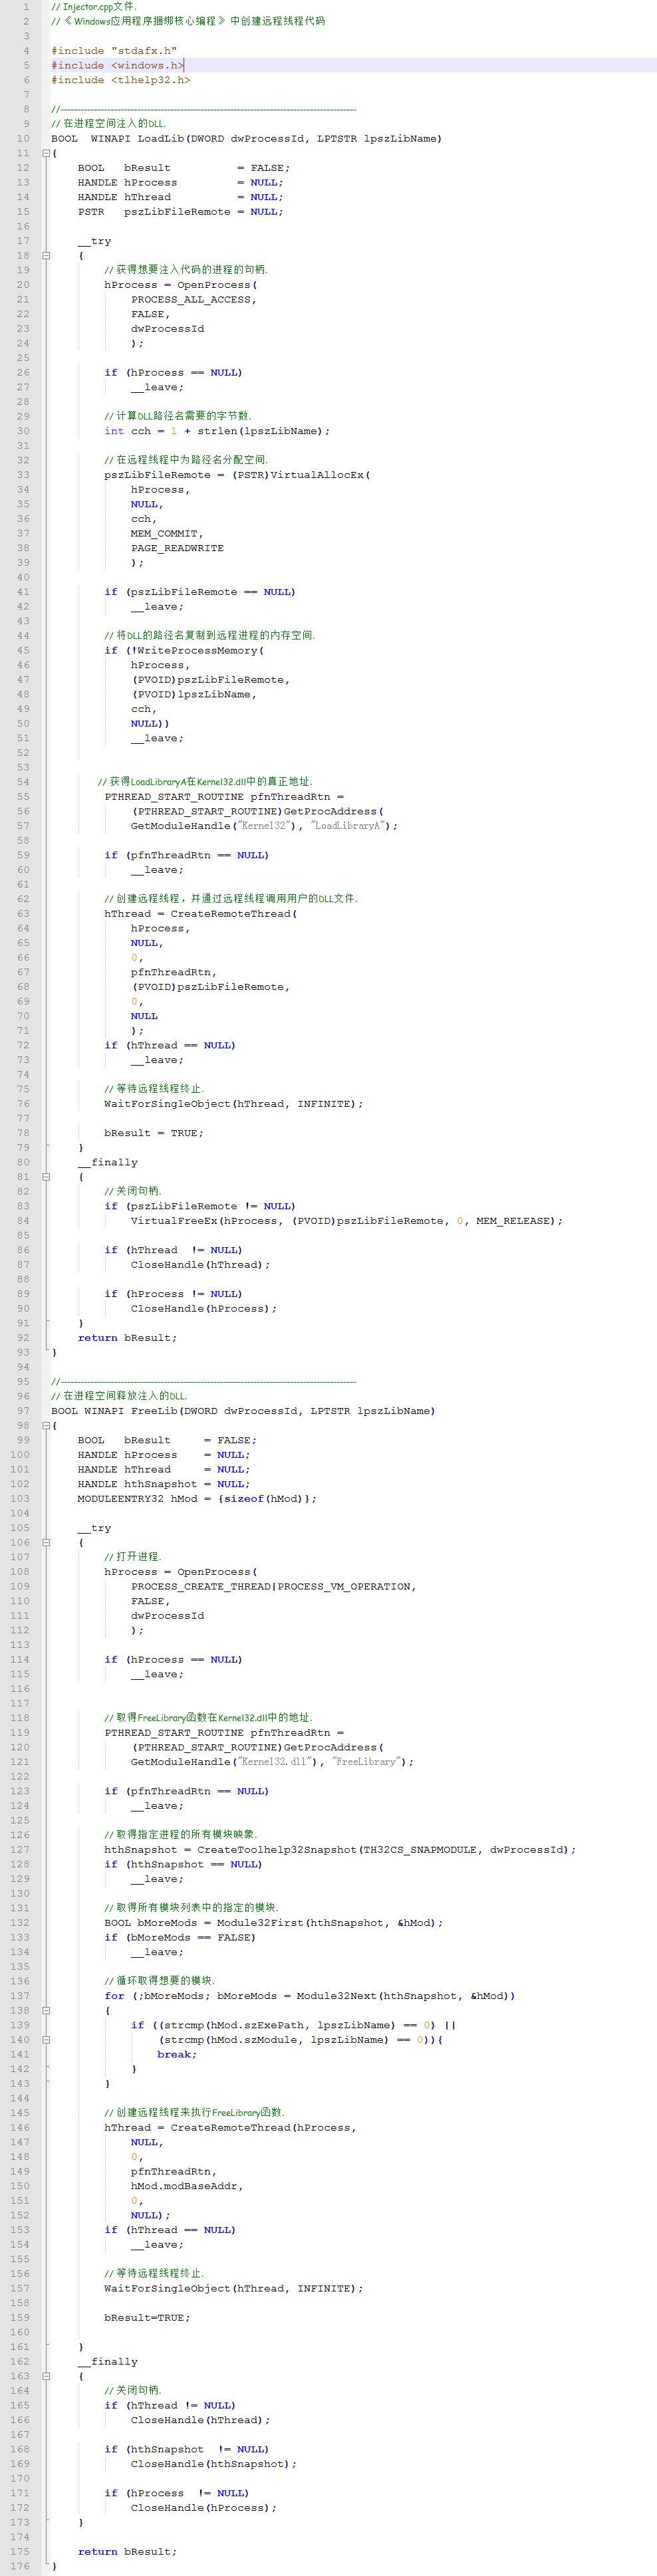 1 // Injector.cpp文件.
2 //《Windows应用程序捆绑核心编程》中创建远程线程代码
3
4 #include "stdafx.h"
5 #include <windows.h>
6 #include <tlhelp32.h>
7
8 //------------------------------------------------------------------------------------------
9 // 在进程空间注入的DLL.
10 BOOL  WINAPI LoadLib(DWORD dwProcessId, LPTSTR lpszLibName)
11 {
12     BOOL   bResult          = FALSE;
13     HANDLE hProcess         = NULL;
14     HANDLE hThread          = NULL;
15     PSTR   pszLibFileRemote = NULL;
16
17     __try
18     {
19         // 获得想要注入代码的进程的句柄.
20         hProcess = OpenProcess(
21             PROCESS_ALL_ACCESS,
22             FALSE,
23             dwProcessId
24             );
25
26         if (hProcess == NULL)
27             __leave;
28
29         // 计算DLL路径名需要的字节数.
30         int cch = 1 + strlen(lpszLibName);
31
32         // 在远程线程中为路径名分配空间.
33         pszLibFileRemote = (PSTR)VirtualAllocEx(
34             hProcess,
35             NULL,
36             cch,
37             MEM_COMMIT,
38             PAGE_READWRITE
39             );
40
41         if (pszLibFileRemote == NULL)
42             __leave;
43
44         // 将DLL的路径名复制到远程进程的内存空间.
45         if (!WriteProcessMemory(
46             hProcess,
47             (PVOID)pszLibFileRemote,
48             (PVOID)lpszLibName,
49             cch,
50             NULL))
51             __leave;
52
53
54        // 获得LoadLibraryA在Kernel32.dll中的真正地址.
55         PTHREAD_START_ROUTINE pfnThreadRtn =
56             (PTHREAD_START_ROUTINE)GetProcAddress(
57             GetModuleHandle("Kernel32"), "LoadLibraryA");
58
59         if (pfnThreadRtn == NULL)
60             __leave;
61
62         // 创建远程线程，并通过远程线程调用用户的DLL文件.
63         hThread = CreateRemoteThread(
64             hProcess,
65             NULL,
66             0,
67             pfnThreadRtn,
68             (PVOID)pszLibFileRemote,
69             0,
70             NULL
71             );
72         if (hThread == NULL)
73             __leave;
74
75         // 等待远程线程终止.
76         WaitForSingleObject(hThread, INFINITE);
77
78         bResult = TRUE;
79     }
80     __finally
81     {
82         // 关闭句柄.
83         if (pszLibFileRemote != NULL)
84             VirtualFreeEx(hProcess, (PVOID)pszLibFileRemote, 0, MEM_RELEASE);
85
86         if (hThread  != NULL)
87             CloseHandle(hThread);
88
89         if (hProcess != NULL)
90             CloseHandle(hProcess);
91     }
92     return bResult;
93 }
94
95 //------------------------------------------------------------------------------------------
96 // 在进程空间释放注入的DLL.
97 BOOL WINAPI FreeLib(DWORD dwProcessId, LPTSTR lpszLibName)
98 {
99     BOOL   bResult     = FALSE;
100     HANDLE hProcess    = NULL;
101     HANDLE hThread     = NULL;
102     HANDLE hthSnapshot = NULL;
103     MODULEENTRY32 hMod = {sizeof(hMod)};
104
105     __try
106     {
107         // 打开进程.
108         hProcess = OpenProcess(
109             PROCESS_CREATE_THREAD|PROCESS_VM_OPERATION,
110             FALSE,
111             dwProcessId
112             );
113
114         if (hProcess == NULL)
115             __leave;
116
117
118         // 取得FreeLibrary函数在Kernel32.dll中的地址.
119         PTHREAD_START_ROUTINE pfnThreadRtn =
120             (PTHREAD_START_ROUTINE)GetProcAddress(
121             GetModuleHandle("Kernel32.dll"), "FreeLibrary");
122
123         if (pfnThreadRtn == NULL)
124             __leave;
125
126         // 取得指定进程的所有模块映象.
127         hthSnapshot = CreateToolhelp32Snapshot(TH32CS_SNAPMODULE, dwProcessId);
128         if (hthSnapshot == NULL)
129             __leave;
130
131         // 取得所有模块列表中的指定的模块.
132         BOOL bMoreMods = Module32First(hthSnapshot, &hMod);
133         if (bMoreMods == FALSE)
134             __leave;
135
136         // 循环取得想要的模块.
137         for (;bMoreMods; bMoreMods = Module32Next(hthSnapshot, &hMod))
138         {
139             if ((strcmp(hMod.szExePath, lpszLibName) == 0) ||
140                 (strcmp(hMod.szModule, lpszLibName) == 0)){
141                 break;
142             }
143         }
144
145         // 创建远程线程来执行FreeLibrary函数.
146         hThread = CreateRemoteThread(hProcess,
147             NULL,
148             0,
149             pfnThreadRtn,
150             hMod.modBaseAddr,
151             0,
152             NULL);
153         if (hThread == NULL)
154             __leave;
155
156         // 等待远程线程终止.
157         WaitForSingleObject(hThread, INFINITE);
158
159         bResult=TRUE;
160
161     }
162     __finally
163     {
164         // 关闭句柄.
165         if (hThread != NULL)
166             CloseHandle(hThread);
167
168         if (hthSnapshot  != NULL)
169             CloseHandle(hthSnapshot);
170
171         if (hProcess  != NULL)
172             CloseHandle(hProcess);
173     }
174
175     return bResult;
176 }